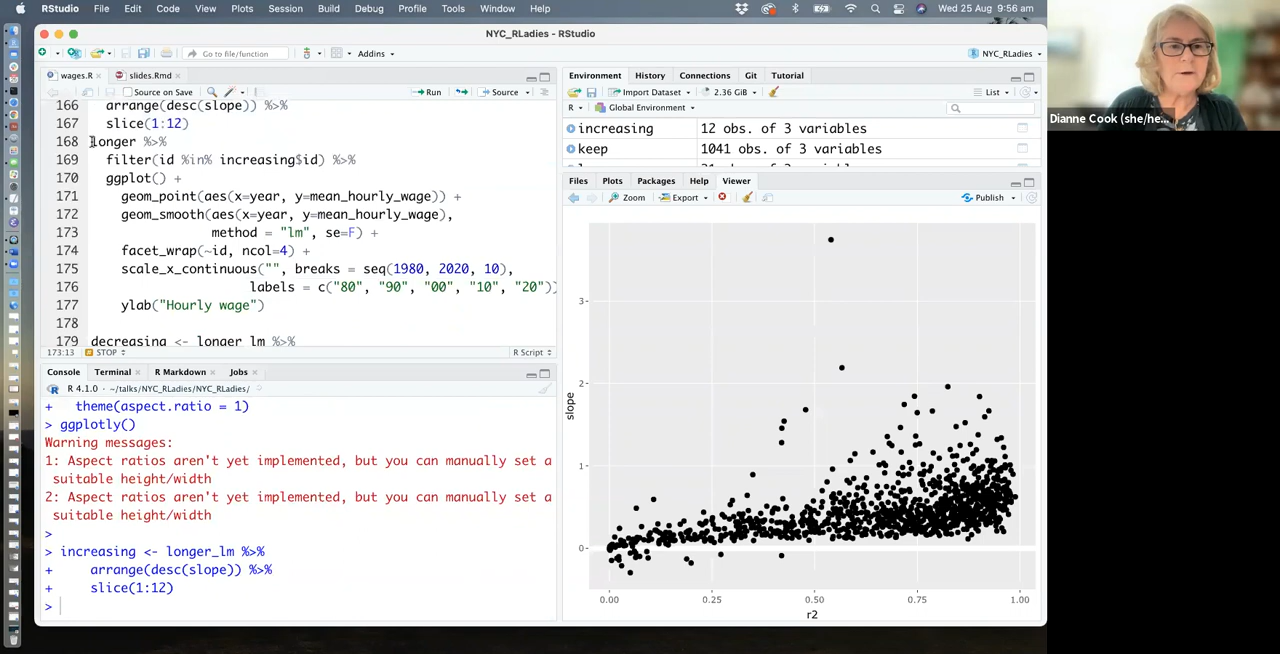 RStudio File Edit Code View Plots Session Build Debug Profile Tools Window Help Wed 25 Aug 9:56 am
NYC_RLadies - RStudio
Go to file/function Addins NYC_RLadies
wages.R slides.Rmd
Source on Save Run Source
166 arrange(desc(slope)) %>%
167 slice(1:12)
168 longer %>%
169 filter(id %in% increasing$id) %>%
170 ggplot() +
171 geom_point(aes(x=year, y=mean_hourly_wage)) +
172 geom_smooth(aes(x=year, y=mean_hourly_wage),
173 method = "lm", se=F) +
174 facet_wrap(~id, ncol=4) +
175 scale_x_continuous("", breaks = seq(1980, 2020, 10),
176 labels = c("80", "90", "00", "10", "20"))
177 ylab("Hourly wage")
178
179 decreasing <- longer_lm %>%
173:13 STOP R Script
Console Terminal R Markdown Jobs
R 4.1.0 · ~/talks/NYC_RLadies/NYC_RLadies/
+ theme(aspect.ratio = 1)
> ggplotly()
Warning messages:
1: Aspect ratios aren't yet implemented, but you can manually set a
suitable height/width
2: Aspect ratios aren't yet implemented, but you can manually set a
suitable height/width
>
> increasing <- longer_lm %>%
+ arrange(desc(slope)) %>%
+ slice(1:12)
>
Environment History Connections Git Tutorial
Import Dataset 2.36 GiB List
R Global Environment
increasing 12 obs. of 3 variables
keep 1041 obs. of 3 variables
Files Plots Packages Help Viewer
Zoom Export Publish
3
2
1
0
slope
0.00 0.25 0.50 0.75 1.00
r2
Dianne Cook (she/he...